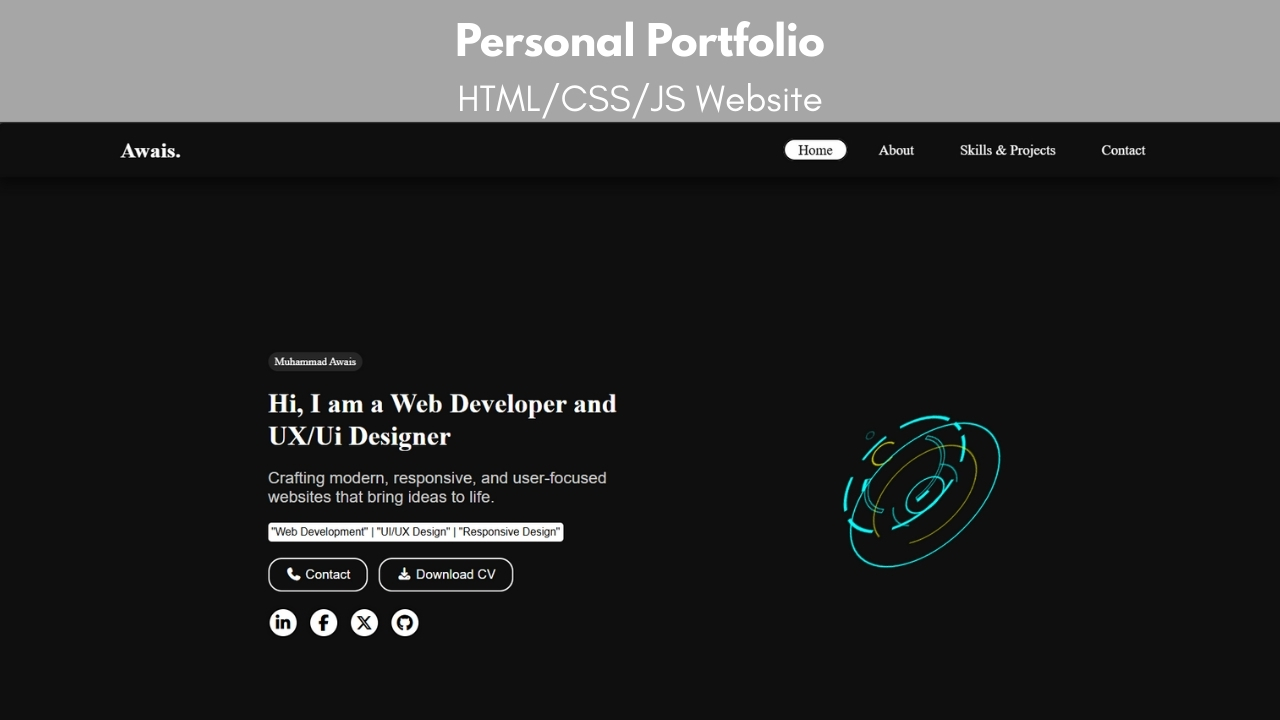 Personal Portfolio
HTML/CSS/JS Website
Awais.
Home About Skills & Projects Contact
Muhammad Awais
Hi, I am a Web Developer and
UX/Ui Designer
Crafting modern, responsive, and user-focused
websites that bring ideas to life.
"Web Development" | "UI/UX Design" | "Responsive Design"
Contact Download CV